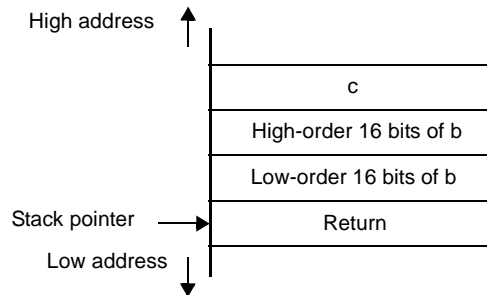 High address
c
High-order 16 bits of b
Low-order 16 bits of b
Stack pointer
Return
Low address